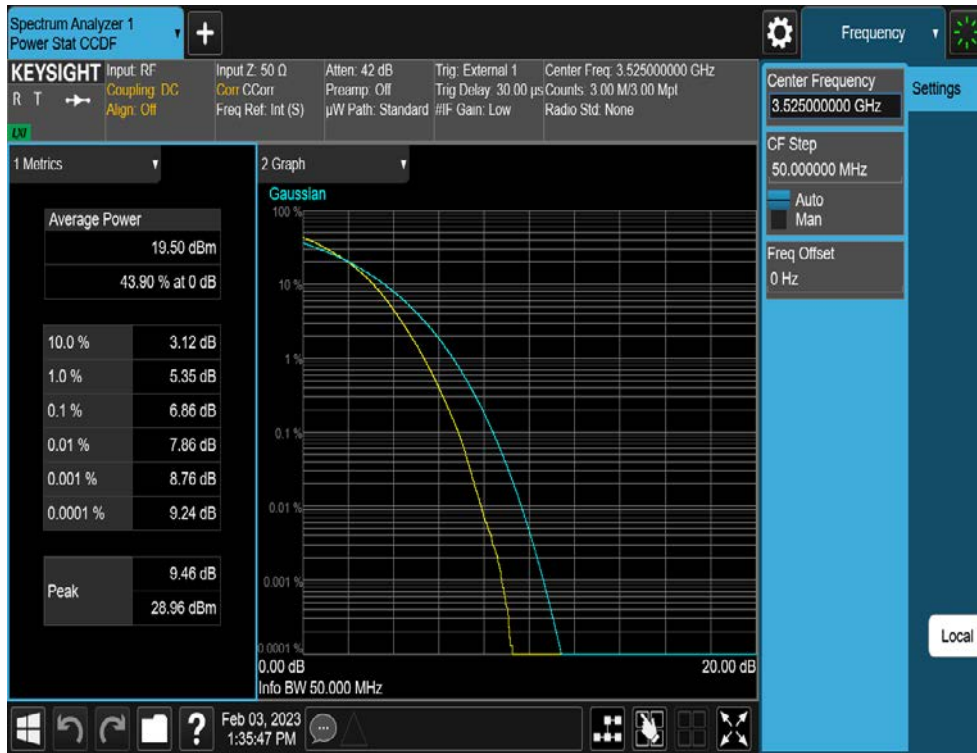 Spectrum Analyzer 1
Power Stat CCDF
+
Frequency
KEYSIGHT
R T
LXI
Input: RF
Coupling: DC
Align: Off
Input Z: 50 Ω
Corr CCorr
Freq Ref: Int (S)
Atten: 42 dB
Preamp: Off
µW Path: Standard
Trig: External 1
Trig Delay: 30.00 µs
#IF Gain: Low
Center Freq: 3.525000000 GHz
Counts: 3.00 M/3.00 Mpt
Radio Std: None
Center Frequency
3.525000000 GHz
Settings
CF Step
50.000000 MHz
Auto
Man
Freq Offset
0 Hz
Local
1 Metrics
Average Power
19.50 dBm
43.90 % at 0 dB
10.0 % 3.12 dB
1.0 % 5.35 dB
0.1 % 6.86 dB
0.01 % 7.86 dB
0.001 % 8.76 dB
0.0001 % 9.24 dB
Peak
9.46 dB
28.96 dBm
2 Graph
Gaussian
100 %
10 %
1 %
0.1 %
0.01 %
0.001 %
0.0001 %
0.00 dB 20.00 dB
Info BW 50.000 MHz
?
Feb 03, 2023
1:35:47 PM